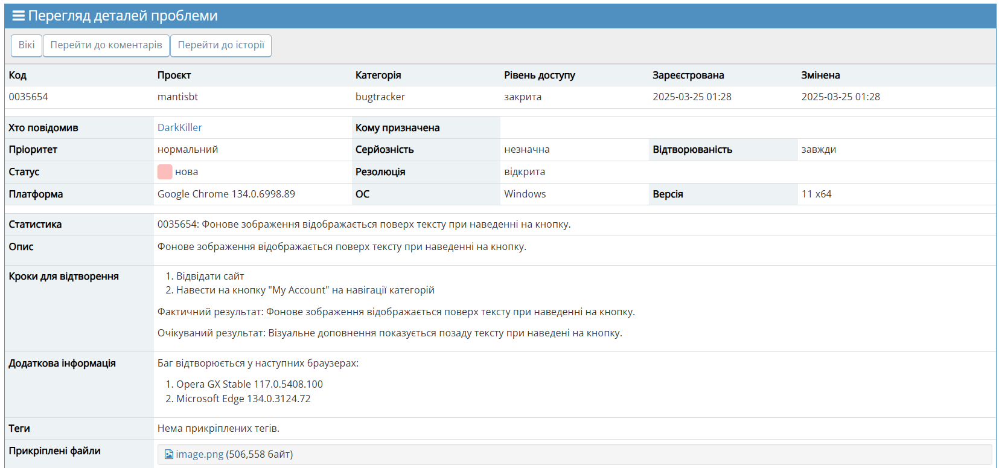 Перегляд деталей проблеми
Вікі Перейти до коментарів Перейти до історії
Код Проєкт Категорія Рівень доступу Зареєстрована Змінена
0035654 mantisbt bugtracker закрита 2025-03-25 01:28 2025-03-25 01:28
Хто повідомив DarkKiller Кому призначена
Пріоритет нормальний Серйозність незначна Відтворюваність завжди
Статус нова Резолюція відкрита
Платформа Google Chrome 134.0.6998.89 ОС Windows Версія 11 x64
Статистика 0035654: Фонове зображення відображається поверх тексту при наведенні на кнопку.
Опис Фонове зображення відображається поверх тексту при наведенні на кнопку.
Кроки для відтворення 1. Відвідати сайт
2. Навести на кнопку "My Account" на навігації категорій
Фактичний результат: Фонове зображення відображається поверх тексту при наведенні на кнопку.
Очікуваний результат: Візуальне доповнення показується позаду тексту при наведені на кнопку.
Додаткова інформація Баг відтворюється у наступних браузерах:
1. Opera GX Stable 117.0.5408.100
2. Microsoft Edge 134.0.3124.72
Теги Нема прикріплених тегів.
Прикріплені файли image.png (506,558 байт)